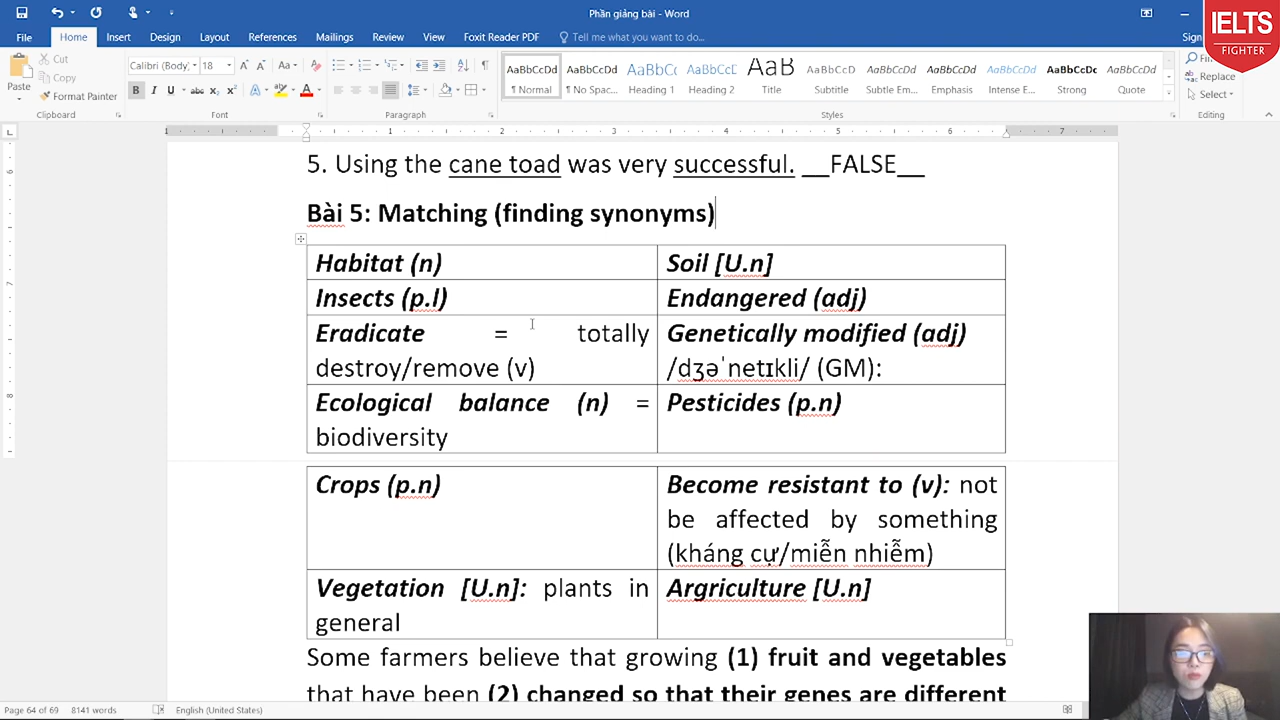 Phần giảng bài - Word
IELTS
FIGHTER
File Home Insert Design Layout References Mailings Review View Foxit Reader PDF Tell me what you want to do... Sign
Paste
Cut
Copy
Format Painter
Clipboard
Calibri (Body) 18
Font
Paragraph
AaBbCcDd AaBbCcDd AaBbC AaBbCcD AaB AaBbCcD AaBbCcDd AaBbCcDd AaBbCcDd AaBbCcDd AaBbCcDd
¶ Normal ¶ No Spac... Heading 1 Heading 2 Title Subtitle Subtle Em... Emphasis Intense E... Strong Quote
Styles
Replace
Select
Editing
5. Using the cane toad was very successful. __FALSE__
Bài 5: Matching (finding synonyms)
Habitat (n) Soil [U.n]
Insects (p.l) Endangered (adj)
Eradicate = totally Genetically modified (adj)
destroy/remove (v) /dʒəˈnetɪkli/ (GM):
Ecological balance (n) = Pesticides (p.n)
biodiversity
Crops (p.n) Become resistant to (v): not
be affected by something
(kháng cự/miễn nhiễm)
Vegetation [U.n]: plants in Argriculture [U.n]
general
Some farmers believe that growing (1) fruit and vegetables
that have been (2) changed so that their genes are different
Page 64 of 69 8141 words English (United States)